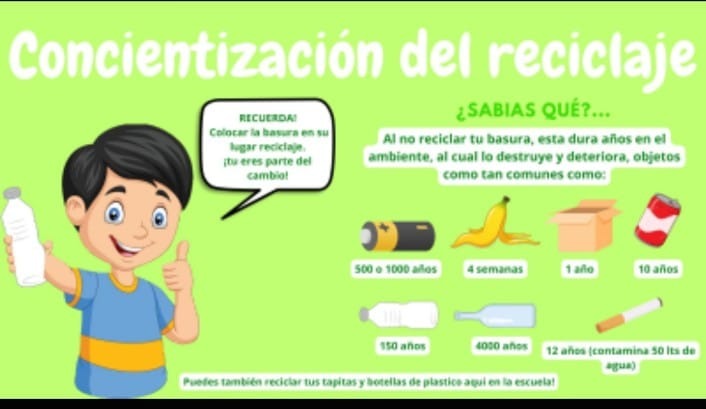 Concientización del reciclaje
RECUERDA!
Colocar la basura en su
lugar reciclaje.
¡tu eres parte del
cambio!
¿SABIAS QUÉ?...
Al no reciclar tu basura, esta dura años en el
ambiente, al cual lo destruye y deteriora, objetos
como tan comunes como:
500 o 1000 años
4 semanas
1 año
10 años
150 años
4000 años
12 años (contamina 50 lts de
agua)
Puedes también reciclar tus tapitas y botellas de plastico aqui en la escuela!